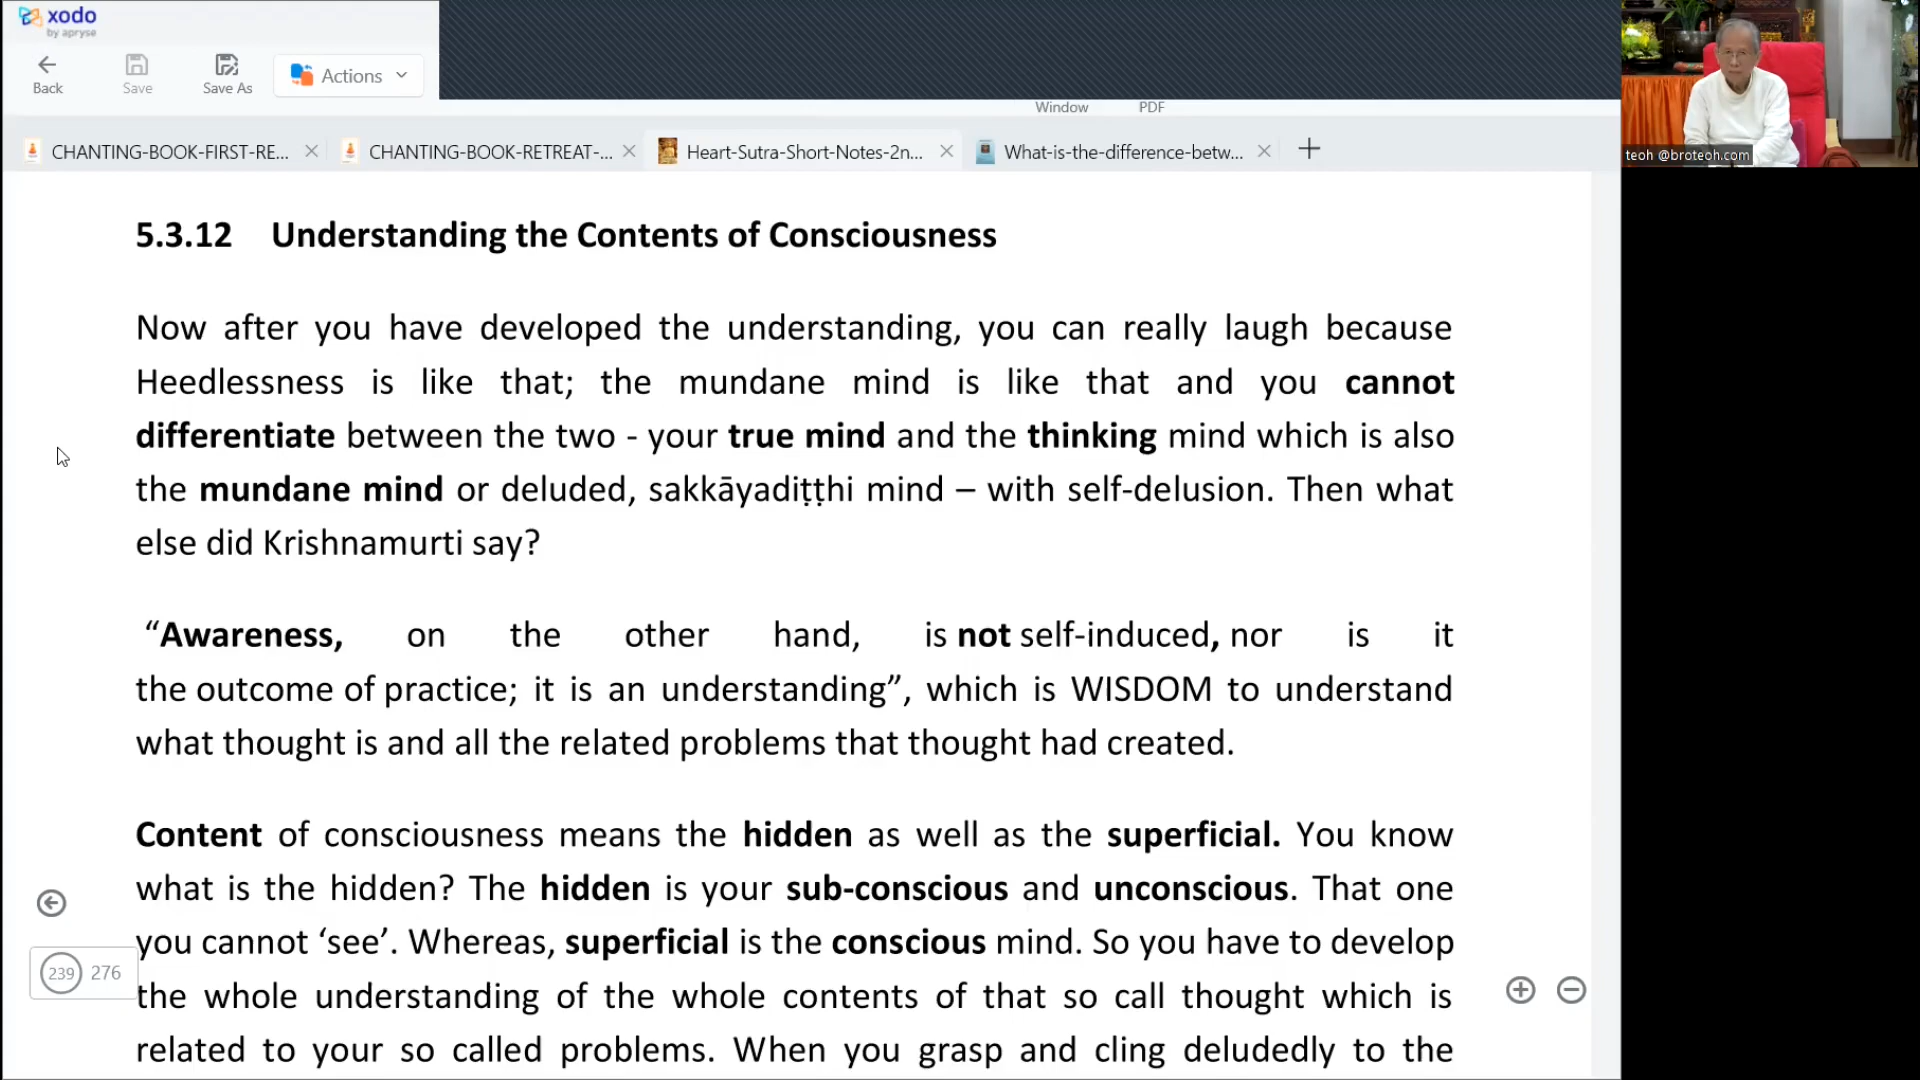 xodo
by apryse
Back
Save
Save As
Actions
Window
PDF
teoh @broteoh.com
CHANTING-BOOK-FIRST-RE...
CHANTING-BOOK-RETREAT-...
Heart-Sutra-Short-Notes-2n...
What-is-the-difference-betw...
5.3.12 Understanding the Contents of Consciousness
Now after you have developed the understanding, you can really laugh because
Heedlessness is like that; the mundane mind is like that and you cannot
differentiate between the two - your true mind and the thinking mind which is also
the mundane mind or deluded, sakkāyadiṭṭhi mind – with self-delusion. Then what
else did Krishnamurti say?
“Awareness, on the other hand, is not self-induced, nor is it
the outcome of practice; it is an understanding”, which is WISDOM to understand
what thought is and all the related problems that thought had created.
Content of consciousness means the hidden as well as the superficial. You know
what is the hidden? The hidden is your sub-conscious and unconscious. That one
you cannot ‘see’. Whereas, superficial is the conscious mind. So you have to develop
the whole understanding of the whole contents of that so call thought which is
related to your so called problems. When you grasp and cling deludedly to the
239 276